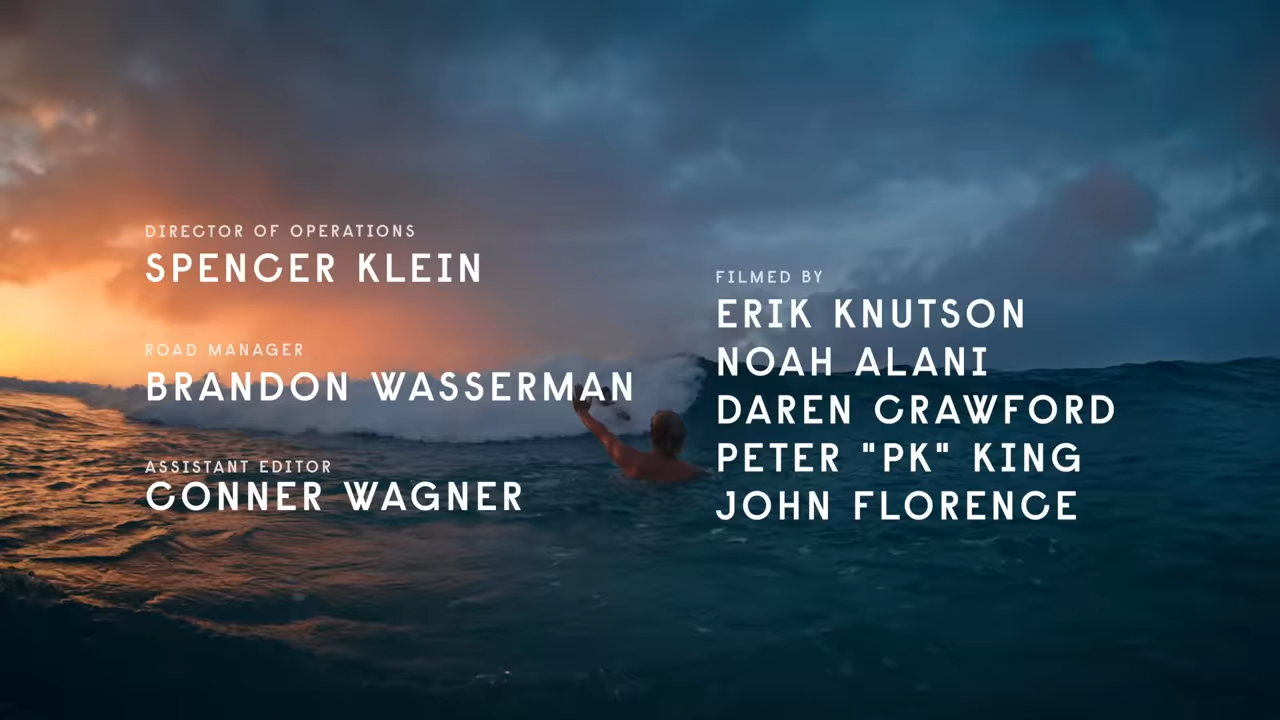 DIRECTOR OF OPERATIONS
SPENCER KLEIN
ROAD MANAGER
BRANDON WASSERMAN
ASSISTANT EDITOR
CONNER WAGNER
FILMED BY
ERIK KNUTSON
NOAH ALANI
DAREN CRAWFORD
PETER "PK" KING
JOHN FLORENCE